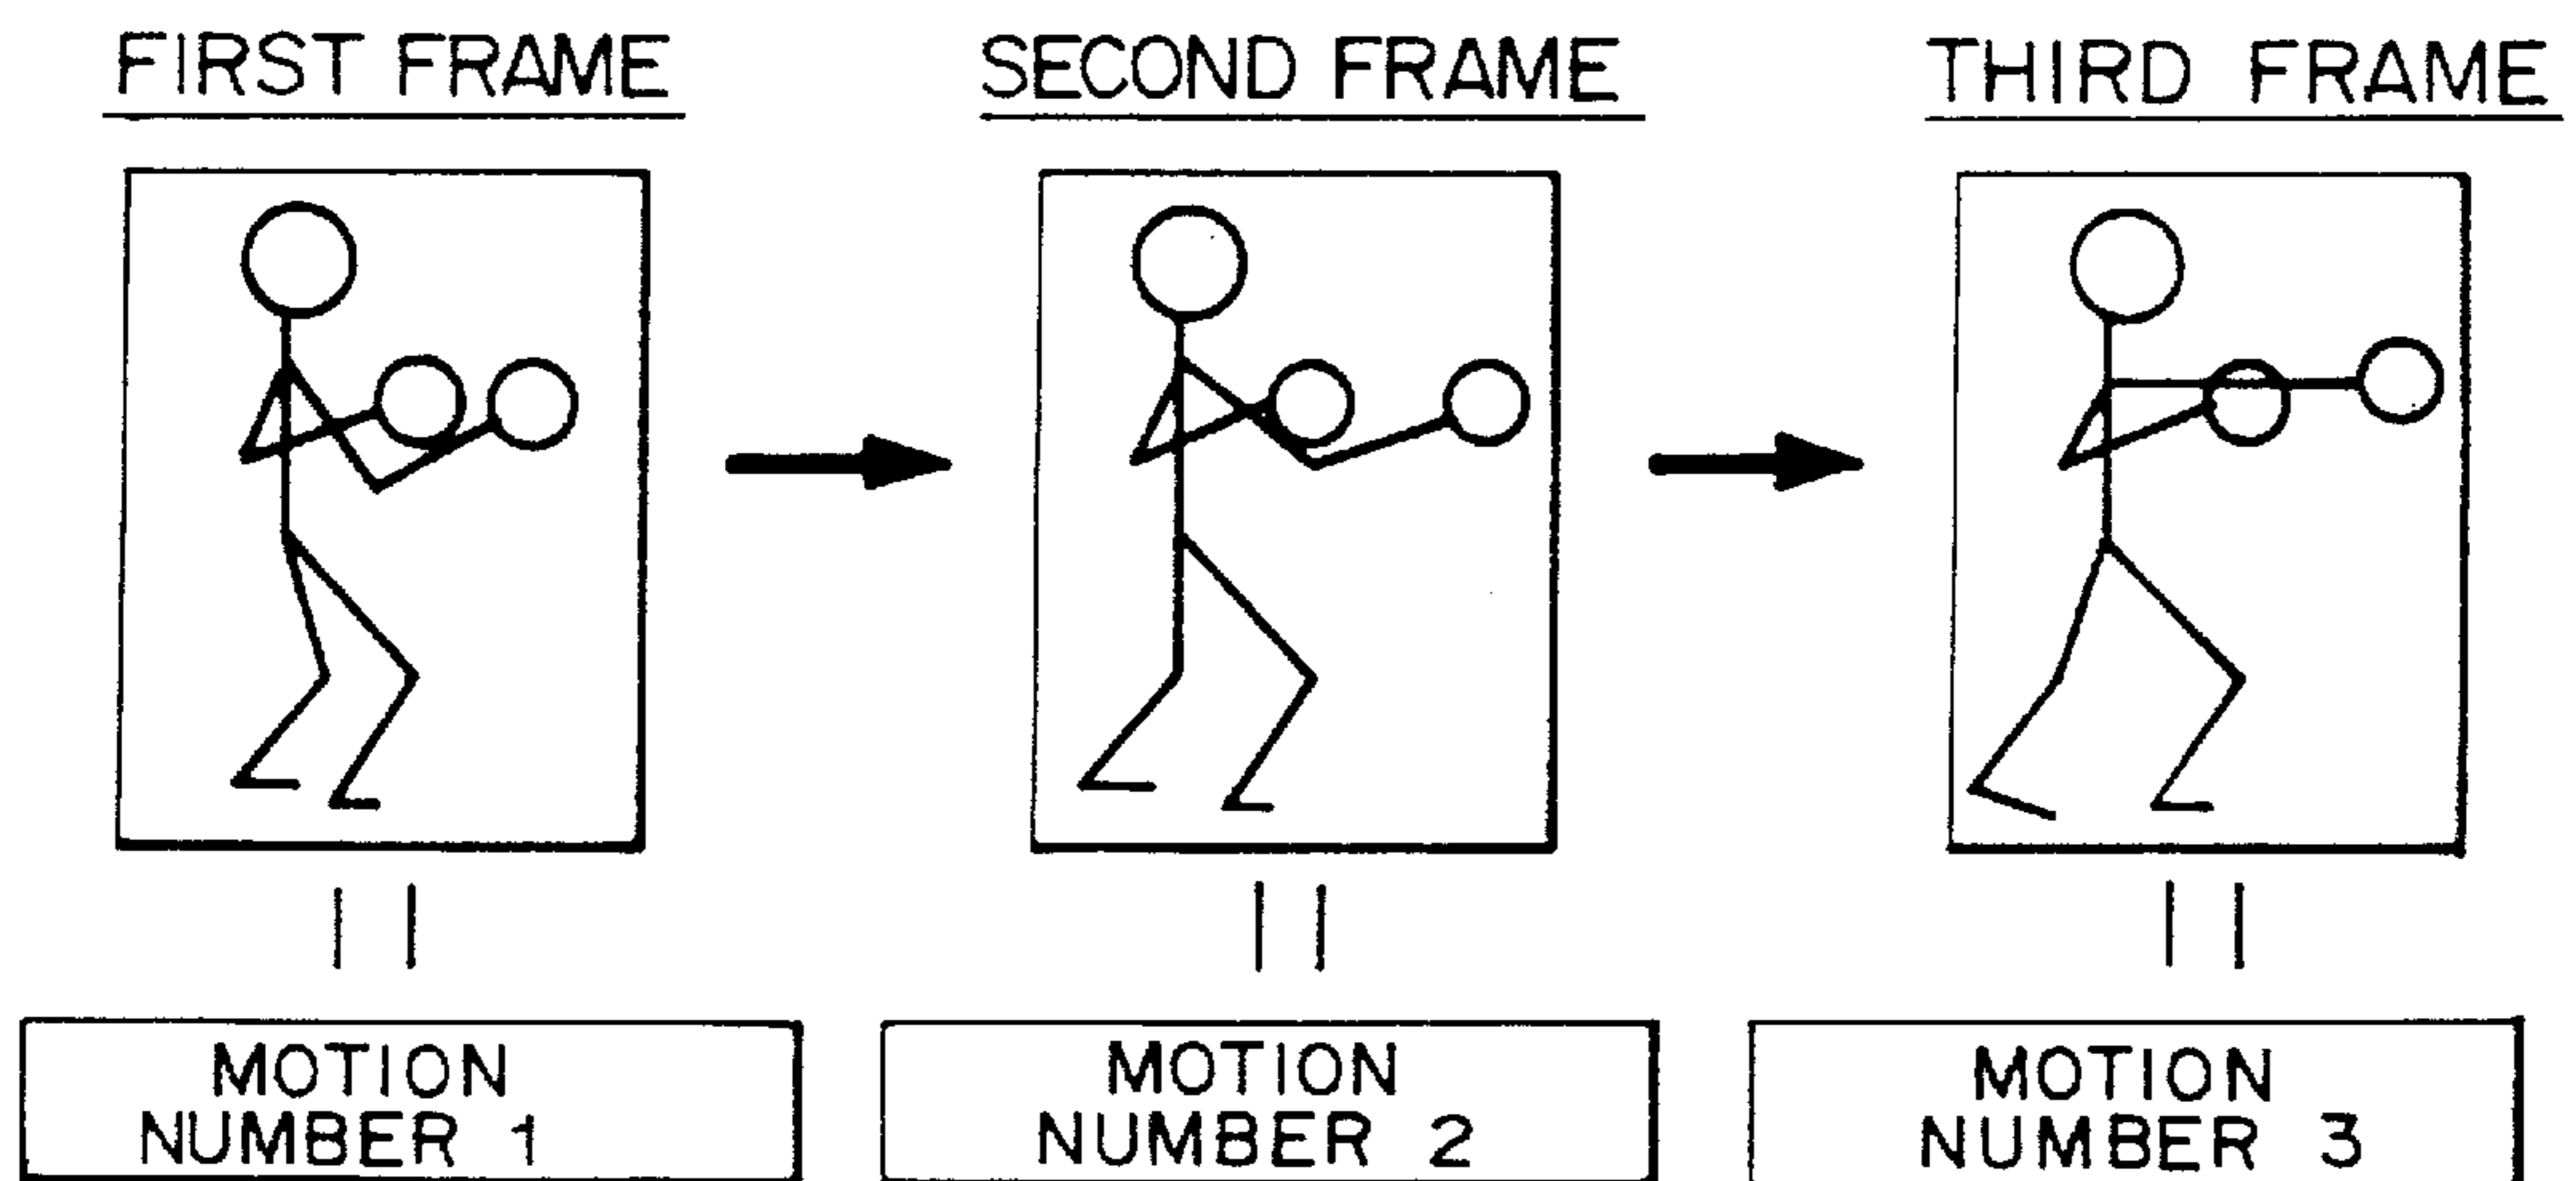 FIRST FRAME
SECOND FRAME
THIRD FRAME
MOTION
NUMBER 1
MOTION
NUMBER 2
MOTION
NUMBER 3